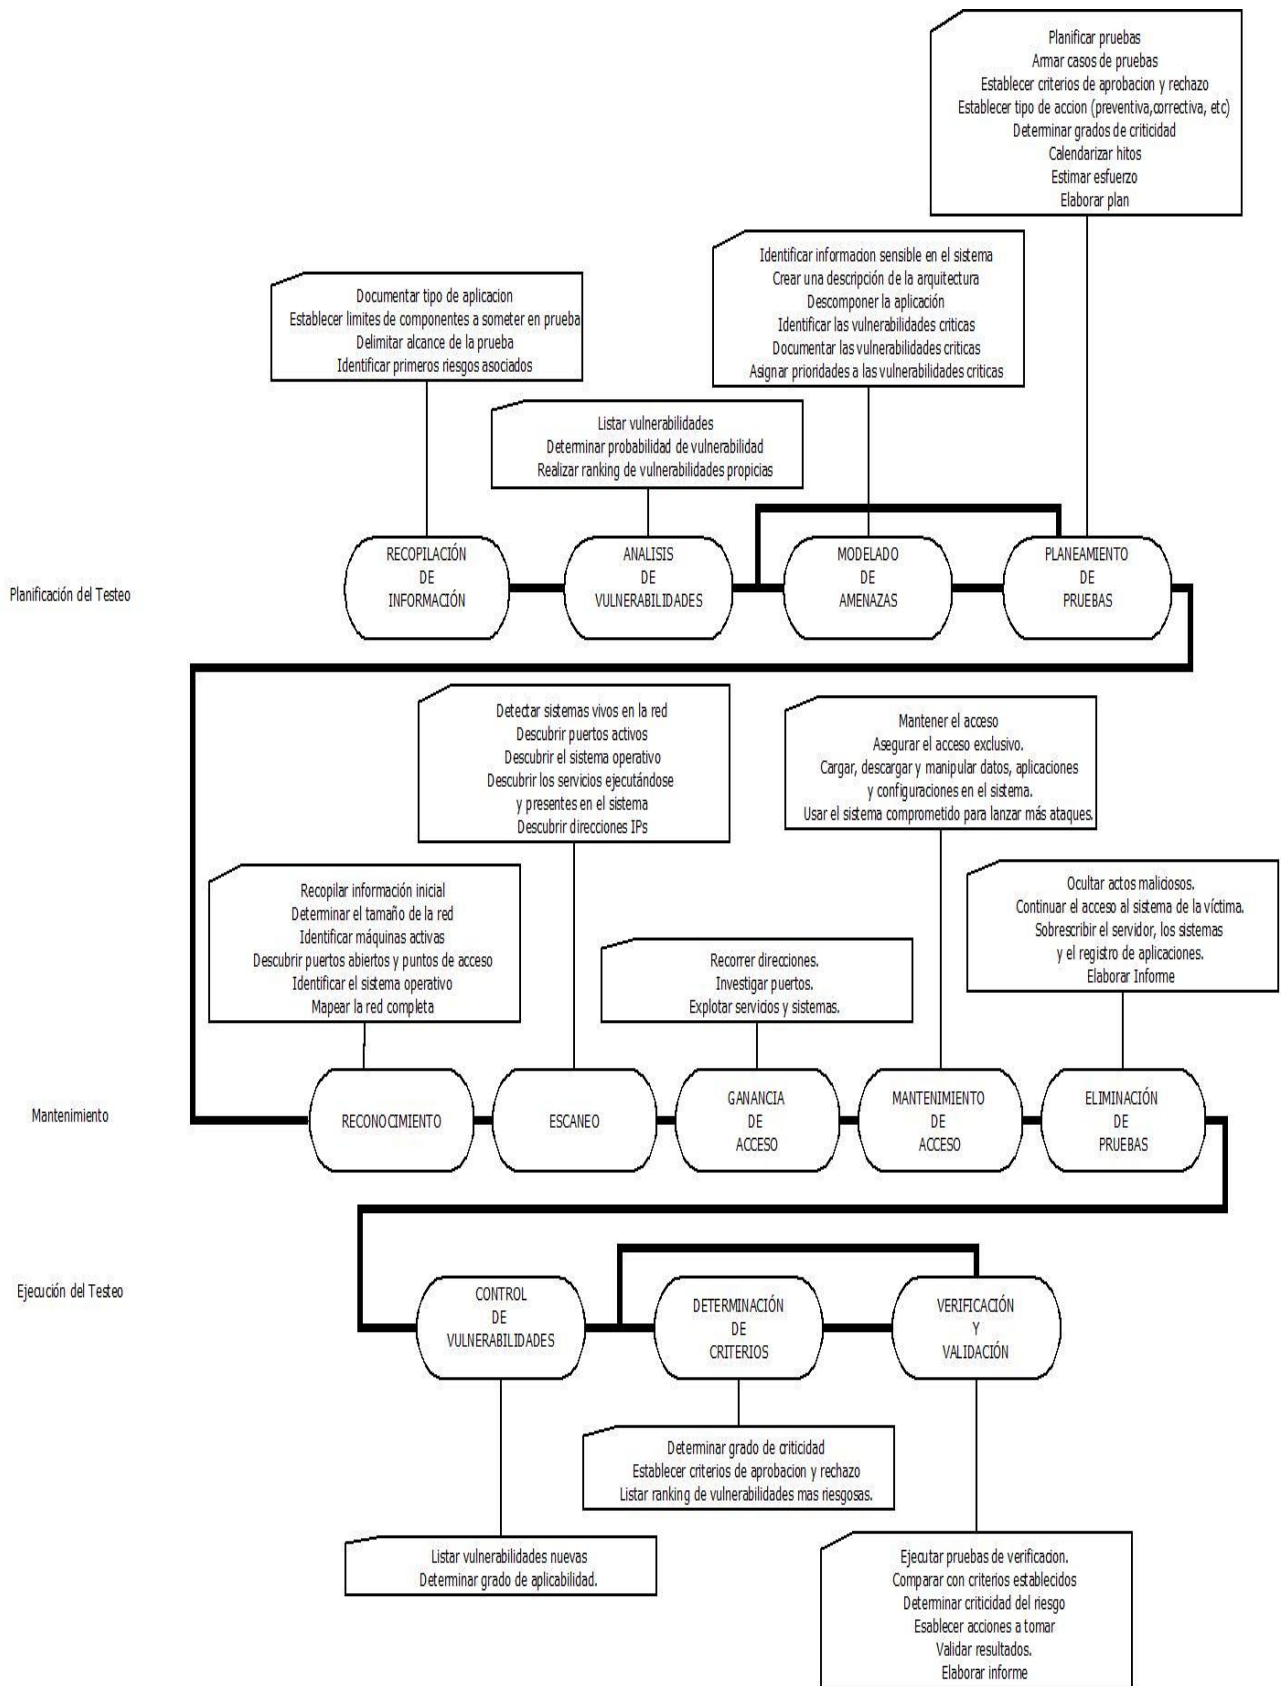 Planificar pruebas
Armar casos de pruebas
Establecer criterios de aprobacion y rechazo
Establecer tipo de accion (preventiva,correctiva, etc)
Determinar grados de criticidad
Calendarizar hitos
Estimar esfuerzo
Elaborar plan
Identificar informacion sensible en el sistema
Crear una descripción de la arquitectura
Descomponer la aplicación
Identificar las vulnerabilidades criticas
Documentar las vulnerabilidades criticas
Asignar prioridades a las vulnerabilidades criticas
Documentar tipo de aplicacion
Establecer limites de componentes a someter en prueba
Delimitar alcance de la prueba
Identificar primeros riesgos asociados
Listar vulnerabilidades
Determinar probabilidad de vulnerabilidad
Realizar ranking de vulnerabilidades propicias
Planificación del Testeo
RECOPILACIÓN
DE
INFORMACIÓN
ANALISIS
DE
VULNERABILIDADES
MODELADO
DE
AMENAZAS
PLANEAMIENTO
DE
PRUEBAS
Detectar sistemas vivos en la red
Descubrir puertos activos
Descubrir el sistema operativo
Descubrir los servicios ejecutándose
y presentes en el sistema
Descubrir direcciones IPs
Mantener el acceso
Asegurar el acceso exclusivo.
Cargar, descargar y manipular datos, aplicaciones
y configuraciones en el sistema.
Usar el sistema comprometido para lanzar más ataques.
Recopilar información inicial
Determinar el tamaño de la red
Identificar máquinas activas
Descubrir puertos abiertos y puntos de acceso
Identificar el sistema operativo
Mapear la red completa
Recorrer direcciones.
Investigar puertos.
Explotar servicios y sistemas.
Ocultar actos maliciosos.
Continuar el acceso al sistema de la víctima.
Sobrescribir el servidor, los sistemas
y el registro de aplicaciones.
Elaborar Informe
Mantenimiento
RECONOCIMIENTO
ESCANEO
GANANCIA
DE
ACCESO
MANTENIMIENTO
DE
ACCESO
ELIMINACIÓN
DE
PRUEBAS
Ejecución del Testeo
CONTROL
DE
VULNERABILIDADES
DETERMINACIÓN
DE
CRITERIOS
VERIFICACIÓN
Y
VALIDACIÓN
Determinar grado de criticidad
Establecer criterios de aprobacion y rechazo
Listar ranking de vulnerabilidades mas riesgosas.
Listar vulnerabilidades nuevas
Determinar grado de aplicabilidad.
Ejecutar pruebas de verificacion.
Comparar con criterios establecidos
Determinar criticidad del riesgo
Esablecer acciones a tomar
Validar resultados.
Elaborar informe